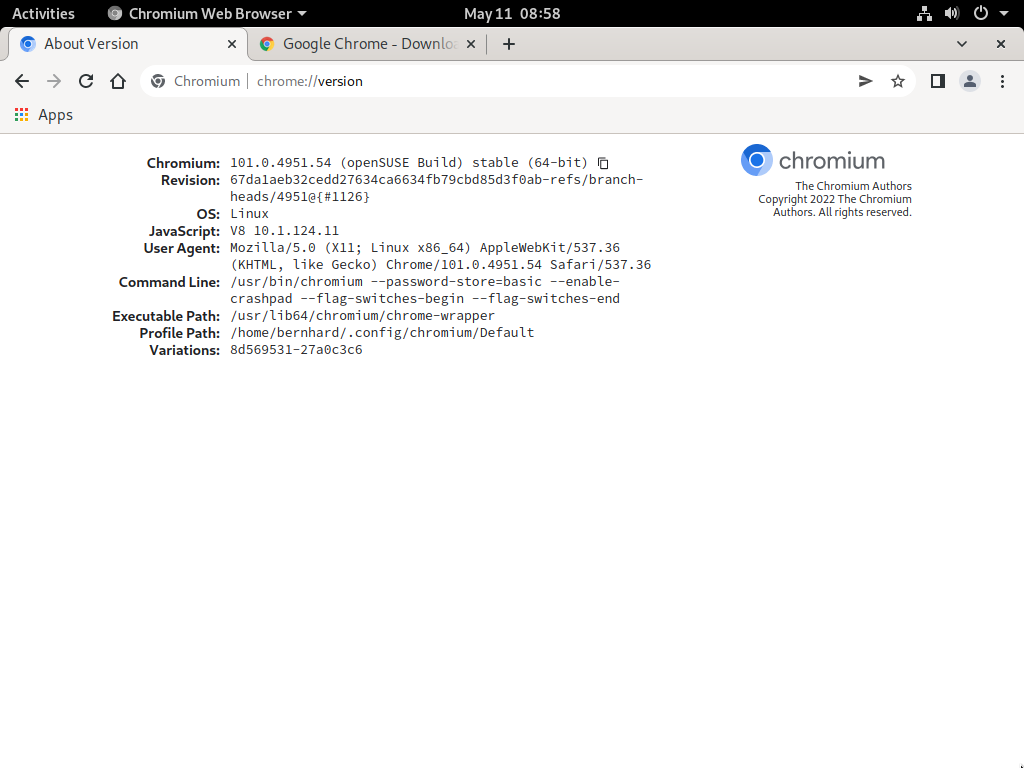 Activities Chromium Web Browser May 11 08:58
About Version Google Chrome - Downlo
Chromium chrome://version
Apps
Chromium: 101.0.4951.54 (openSUSE Build) stable (64-bit)
Revision: 67da1aeb32cedd27634ca6634fb79cbd85d3f0ab-refs/branch-
heads/4951@{#1126}
OS: Linux
JavaScript: V8 10.1.124.11
User Agent: Mozilla/5.0 (X11; Linux x86_64) AppleWebKit/537.36
(KHTML, like Gecko) Chrome/101.0.4951.54 Safari/537.36
Command Line: /usr/bin/chromium --password-store=basic --enable-
crashpad --flag-switches-begin --flag-switches-end
Executable Path: /usr/lib64/chromium/chrome-wrapper
Profile Path: /home/bernhard/.config/chromium/Default
Variations: 8d569531-27a0c3c6
chromium
The Chromium Authors
Copyright 2022 The Chromium
Authors. All rights reserved.